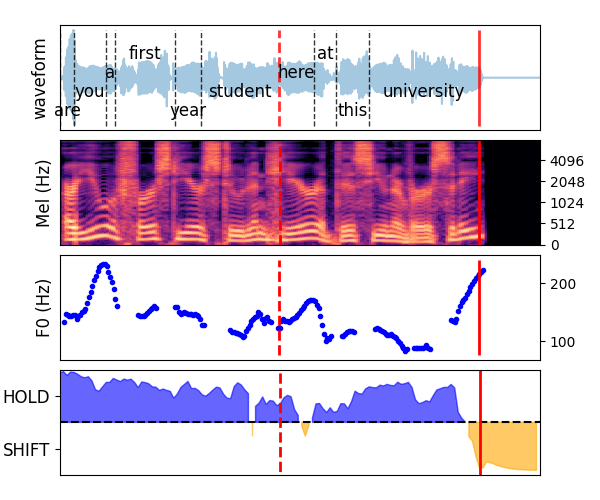 waveform
first
at
a
here
you
student
university
are
year
this
Mel (Hz)
4096
2048
1024
512
0
F0 (Hz)
200
100
HOLD
SHIFT